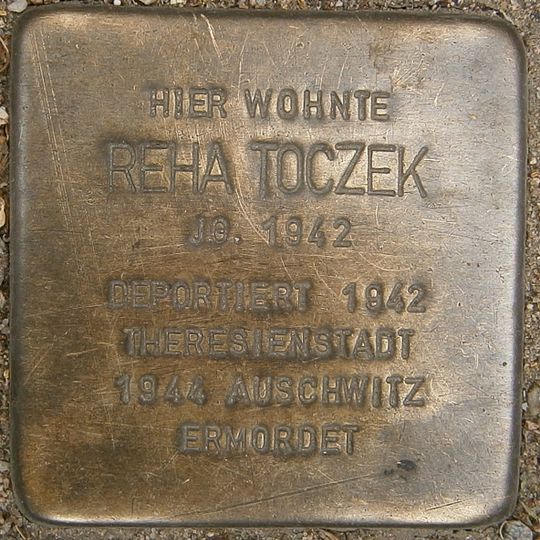 HIER WOHNTE
REHA TOCZEK
JG. 1942
DEPORTIERT 1942
THERESIENSTADT
1944 AUSCHWITZ
ERMORDET